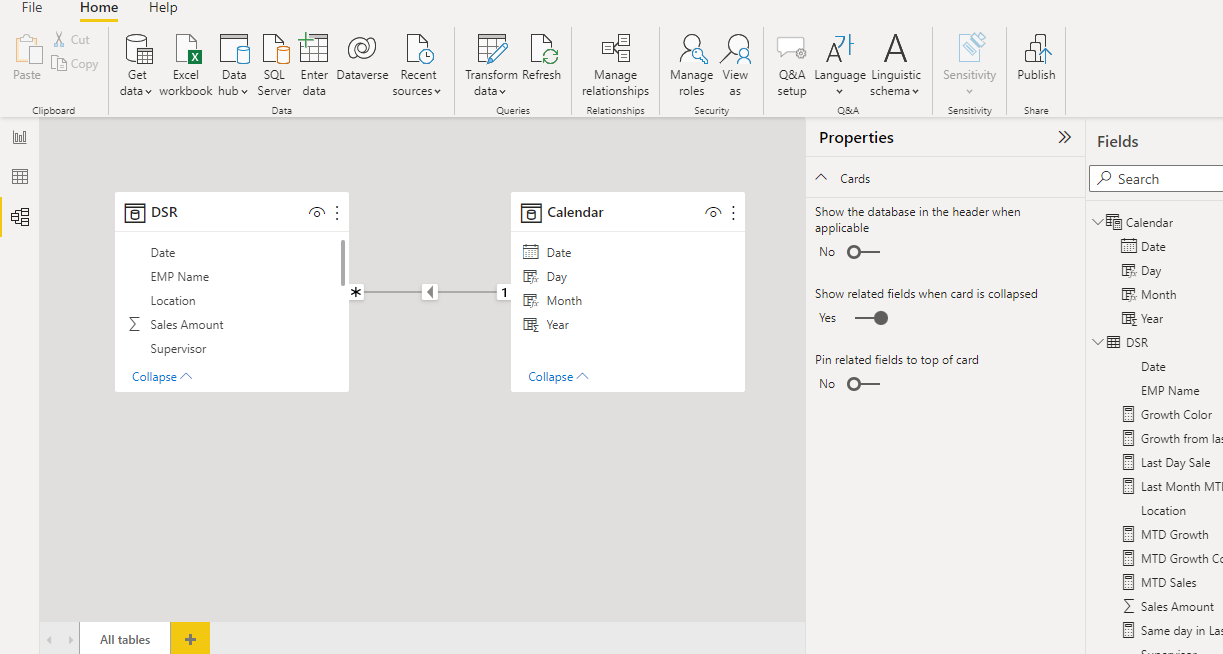 File Home Help
Paste
Cut
Copy
Clipboard
Get data
Excel workbook
Data hub
SQL Server
Enter data
Dataverse
Recent sources
Data
Transform data
Refresh
Queries
Manage relationships
Relationships
Manage roles
View as
Security
Q&A setup
Language
Linguistic schema
Q&A
Sensitivity
Sensitivity
Publish
Share
DSR
Date
EMP Name
Location
Sales Amount
Supervisor
Collapse
*
1
Calendar
Date
Day
Month
Year
Collapse
All tables
Properties
Cards
Show the database in the header when
applicable
No
Show related fields when card is collapsed
Yes
Pin related fields to top of card
No
Fields
Search
Calendar
Date
Day
Month
Year
DSR
Date
EMP Name
Growth Color
Growth from las
Last Day Sale
Last Month MT
Location
MTD Growth
MTD Growth Co
MTD Sales
Sales Amount
Same day in Las
Supervisor